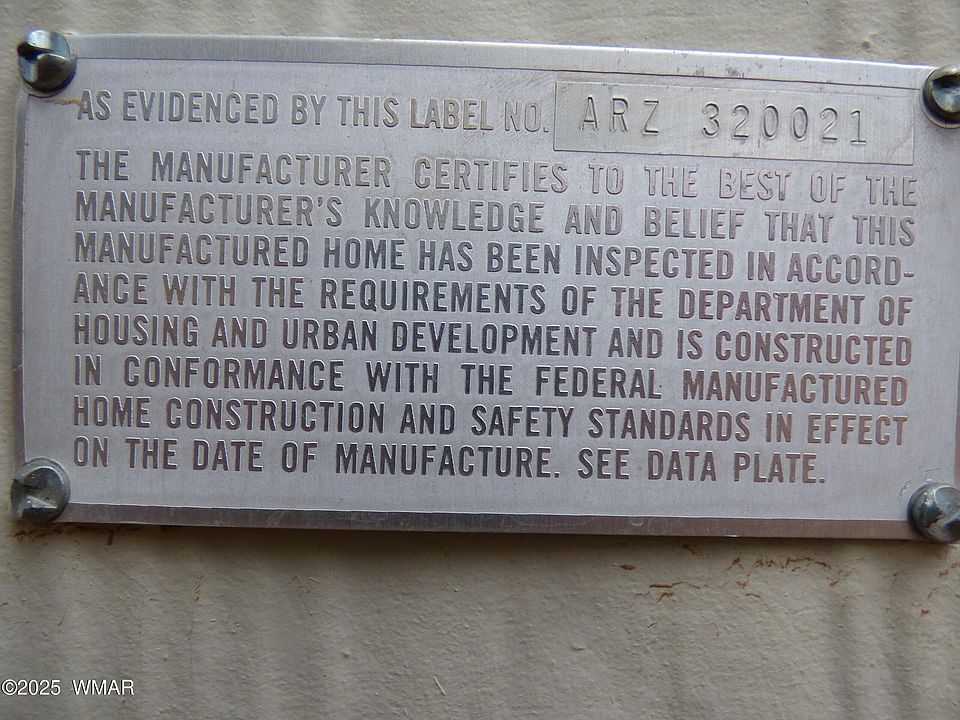 AS EVIDENCED BY THIS LABEL NO. ARZ 320021
THE MANUFACTURER CERTIFIES TO THE BEST OF THE
MANUFACTURER'S KNOWLEDGE AND BELIEF THAT THIS
MANUFACTURED HOME HAS BEEN INSPECTED IN ACCORD-
ANCE WITH THE REQUIREMENTS OF THE DEPARTMENT OF
HOUSING AND URBAN DEVELOPMENT AND IS CONSTRUCTED
IN CONFORMANCE WITH THE FEDERAL MANUFACTURED
HOME CONSTRUCTION AND SAFETY STANDARDS IN EFFECT
ON THE DATE OF MANUFACTURE. SEE DATA PLATE.
©2025 WMAR